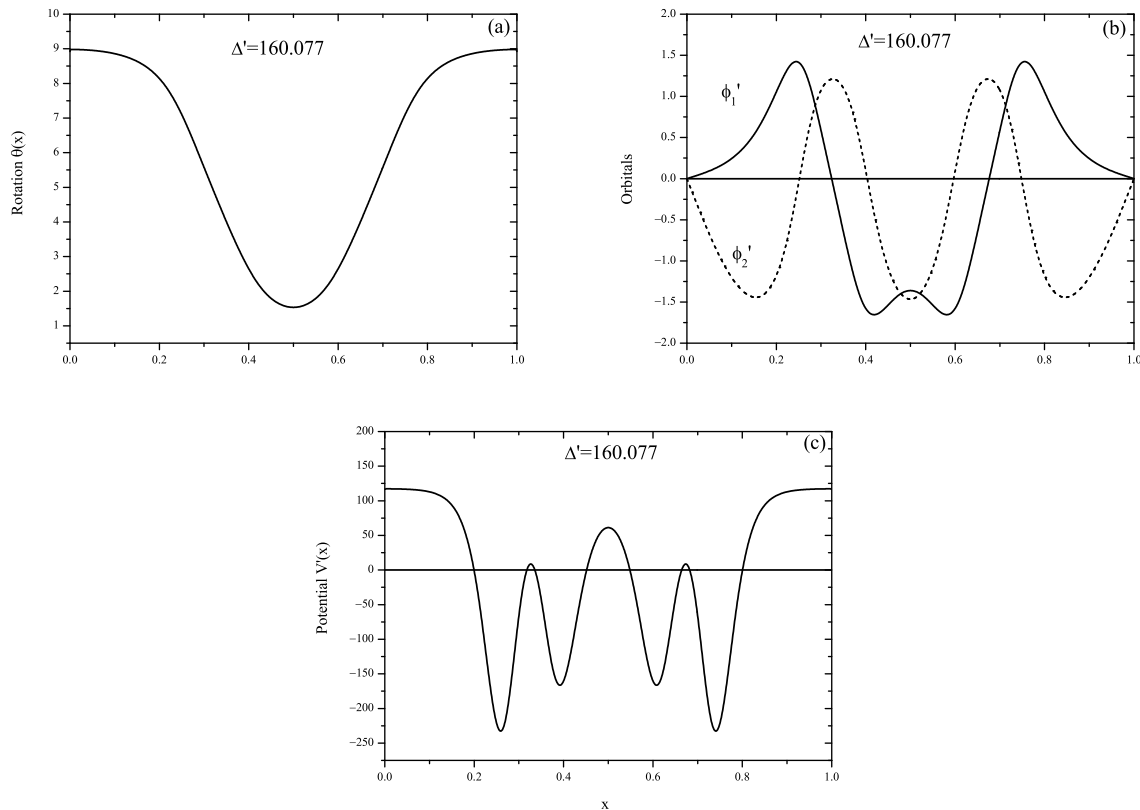 (a)
Δ'=160.077
Rotation θ(x)
10
9
8
7
6
5
4
3
2
1
0.0 0.2 0.4 0.6 0.8 1.0
(b)
Δ'=160.077
ϕ₁'
ϕ₂'
Orbitals
2.0
1.5
1.0
0.5
0.0
−0.5
−1.0
−1.5
−2.0
0.0 0.2 0.4 0.6 0.8 1.0
(c)
Δ'=160.077
Potential V'(x)
200
150
100
50
0
−50
−100
−150
−200
−250
0.0 0.2 0.4 0.6 0.8 1.0
x